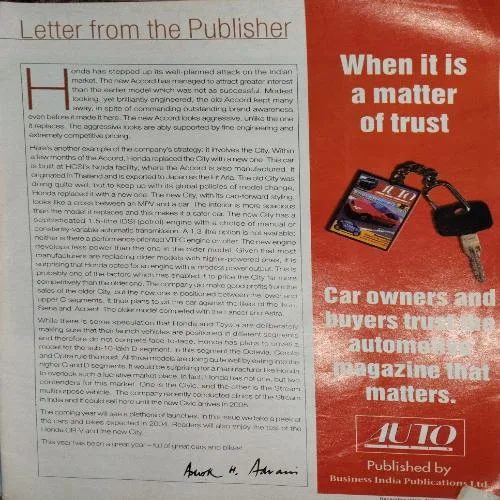 Letter from the Publisher
Honda has stepped up its well-planned attack on the Indian
market. The new Accord has managed to attract greater interest
than the earlier model which was not as successful. Modest
looking, yet brilliantly engineered, the old Accord kept many
away, in spite of commanding outstanding brand awareness
even before it made it here. The new Accord looks aggressive, unlike the one
it replaces. The aggressive looks are ably supported by fine engineering and
extremely competitive pricing.
Here's another example of the company's strategy: it involves the City. Within
a few months of the Accord, Honda replaced the City with a new one. The car
is built at HCSI's Noida facility, where the Accord is also manufactured. It
originated in Thailand and is exported to Japan as the Fit Aria. The old City was
doing quite well, but to keep up with its global policies of model change,
Honda replaced it with a new one. The new City, with its cab-forward styling,
looks like a cross between an MPV and a car. The interior is more spacious
than the model it replaces and this makes it a safer car. The new City has a
sophisticated 1.5-litre iDSI (petrol) engine with a choice of manual or
constantly-variable automatic transmission. A 1.3-litre option is not available;
neither is there a performance oriented VTEC engine on offer. The new engine
develops less power than the one in the older model. Given that most
manufacturers are replacing older models with higher-powered ones, it is
surprising that Honda opted for an engine with a modest power output. This is
probably one of the factors which has enabled it to price the City far more
competitively than the older one. The company did make good profits from the
sales of the older City, but the new one is positioned between the lower and
upper C segments. It thus plans to pit the car against the likes of the Ikon,
Siena and Accent. The older model competed with the Lancer and Astra.
While there is some speculation that Honda and Toyota are deliberately
making sure that their launch vehicles are positioned in different segments
and therefore do not compete face-to-face, Honda has plans to unveil a
model for the sub-10-lakh D segment. In this segment the Octavia, Corolla
and Optra rule the roost. All three models are doing quite well by eating into the
higher C and D segments. It would be surprising for a manufacturer like Honda
to overlook such a lucrative market place. In fact, Honda has not one, but two
contenders for this market. One is the Civic, and the other is the Stream
multi purpose vehicle. The company recently conducted clinics of the Stream
in India and it could sell here until the new Civic arrives in 2005.
The coming year will see a plethora of launches. In this issue we take a peek at
the cars and bikes expected in 2004. Readers will also enjoy the test of the
Honda CR-V and the new City.
This year has been a great year – full of great cars and bikes!
Ashok H. Advani
When it is
a matter
of trust
AUTO
Car owners and
buyers trust the
automotive
magazine that
matters.
AUTO
Published by
Business India Publications Ltd